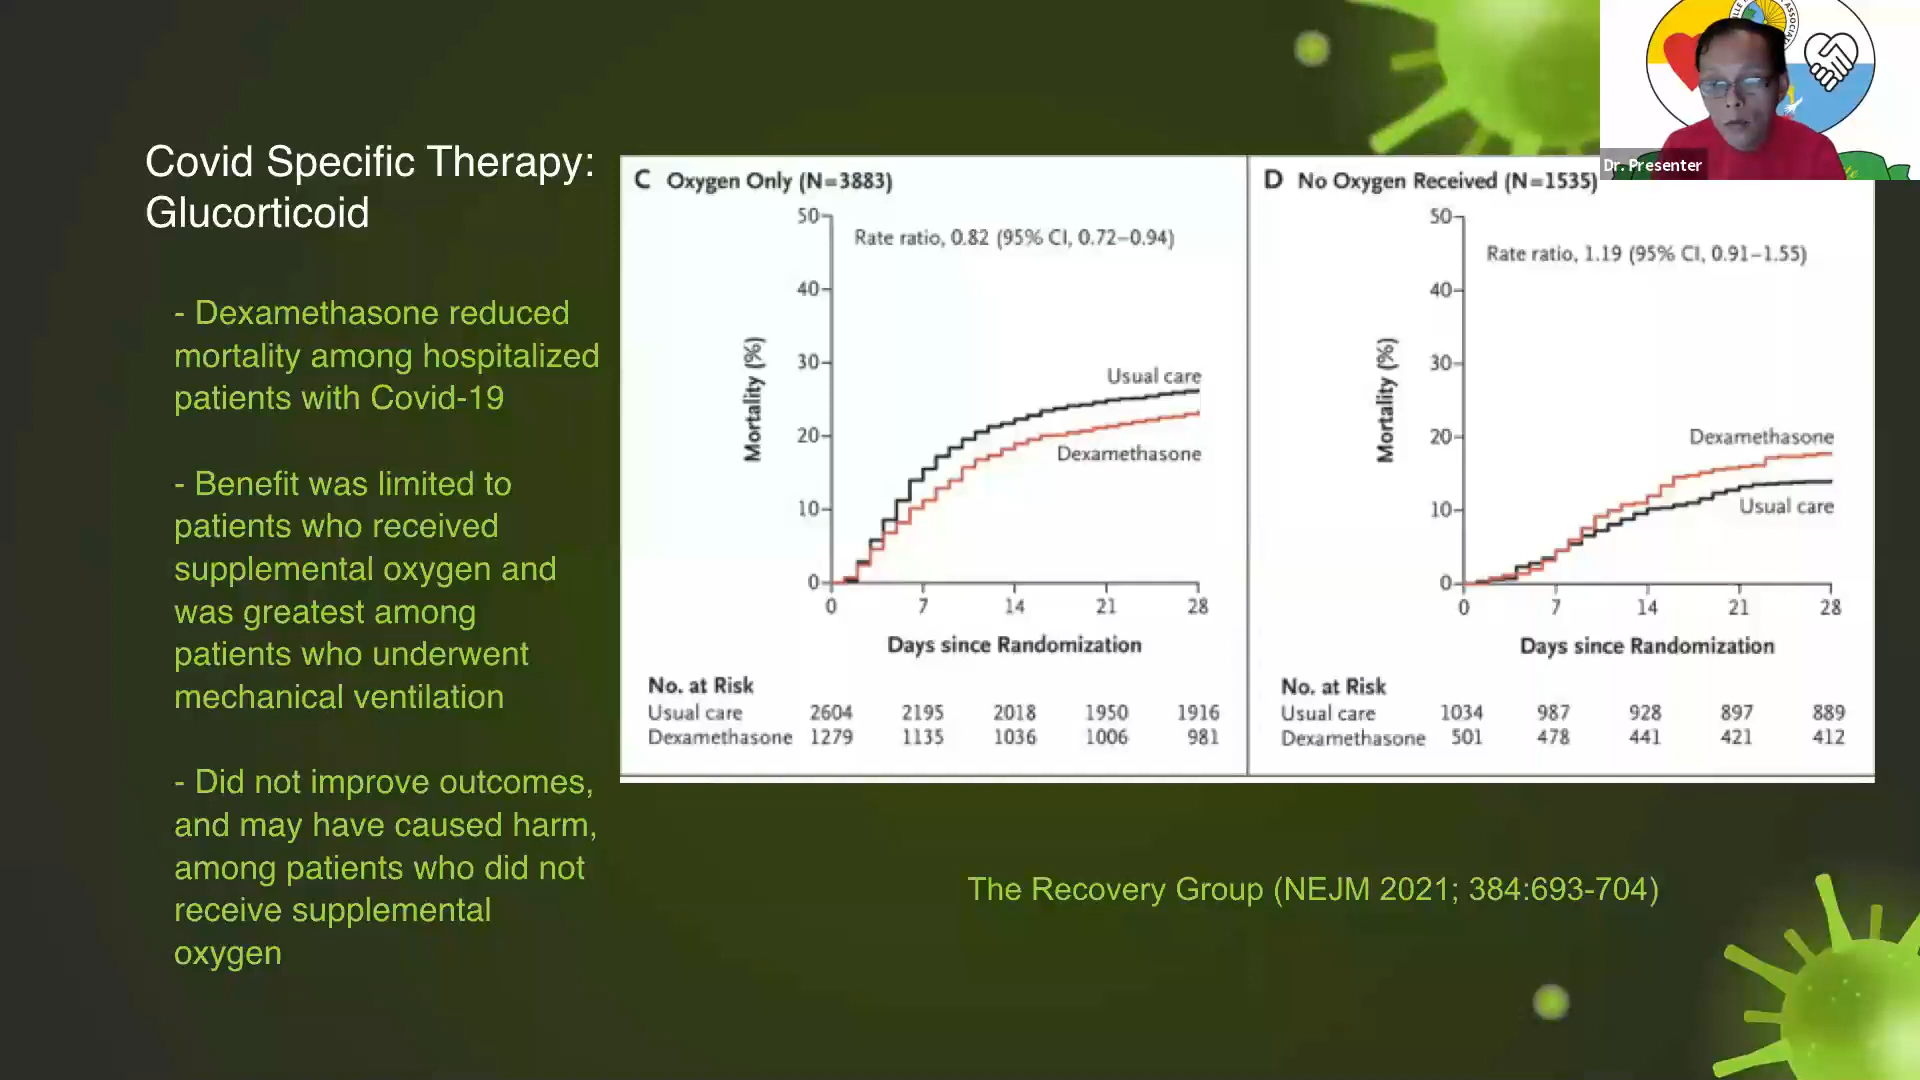 Covid Specific Therapy:
Glucorticoid
- Dexamethasone reduced
mortality among hospitalized
patients with Covid-19
- Benefit was limited to
patients who received
supplemental oxygen and
was greatest among
patients who underwent
mechanical ventilation
- Did not improve outcomes,
and may have caused harm,
among patients who did not
receive supplemental
oxygen
C Oxygen Only (N=3883)
Rate ratio, 0.82 (95% CI, 0.72–0.94)
50
40
30
20
10
0
Mortality (%)
Usual care
Dexamethasone
0 7 14 21 28
Days since Randomization
No. at Risk
Usual care 2604 2195 2018 1950 1916
Dexamethasone 1279 1135 1036 1006 981
D No Oxygen Received (N=1535)
Rate ratio, 1.19 (95% CI, 0.91–1.55)
50
40
30
20
10
0
Mortality (%)
Dexamethasone
Usual care
0 7 14 21 28
Days since Randomization
No. at Risk
Usual care 1034 987 928 897 889
Dexamethasone 501 478 441 421 412
The Recovery Group (NEJM 2021; 384:693-704)
Dr. Presenter